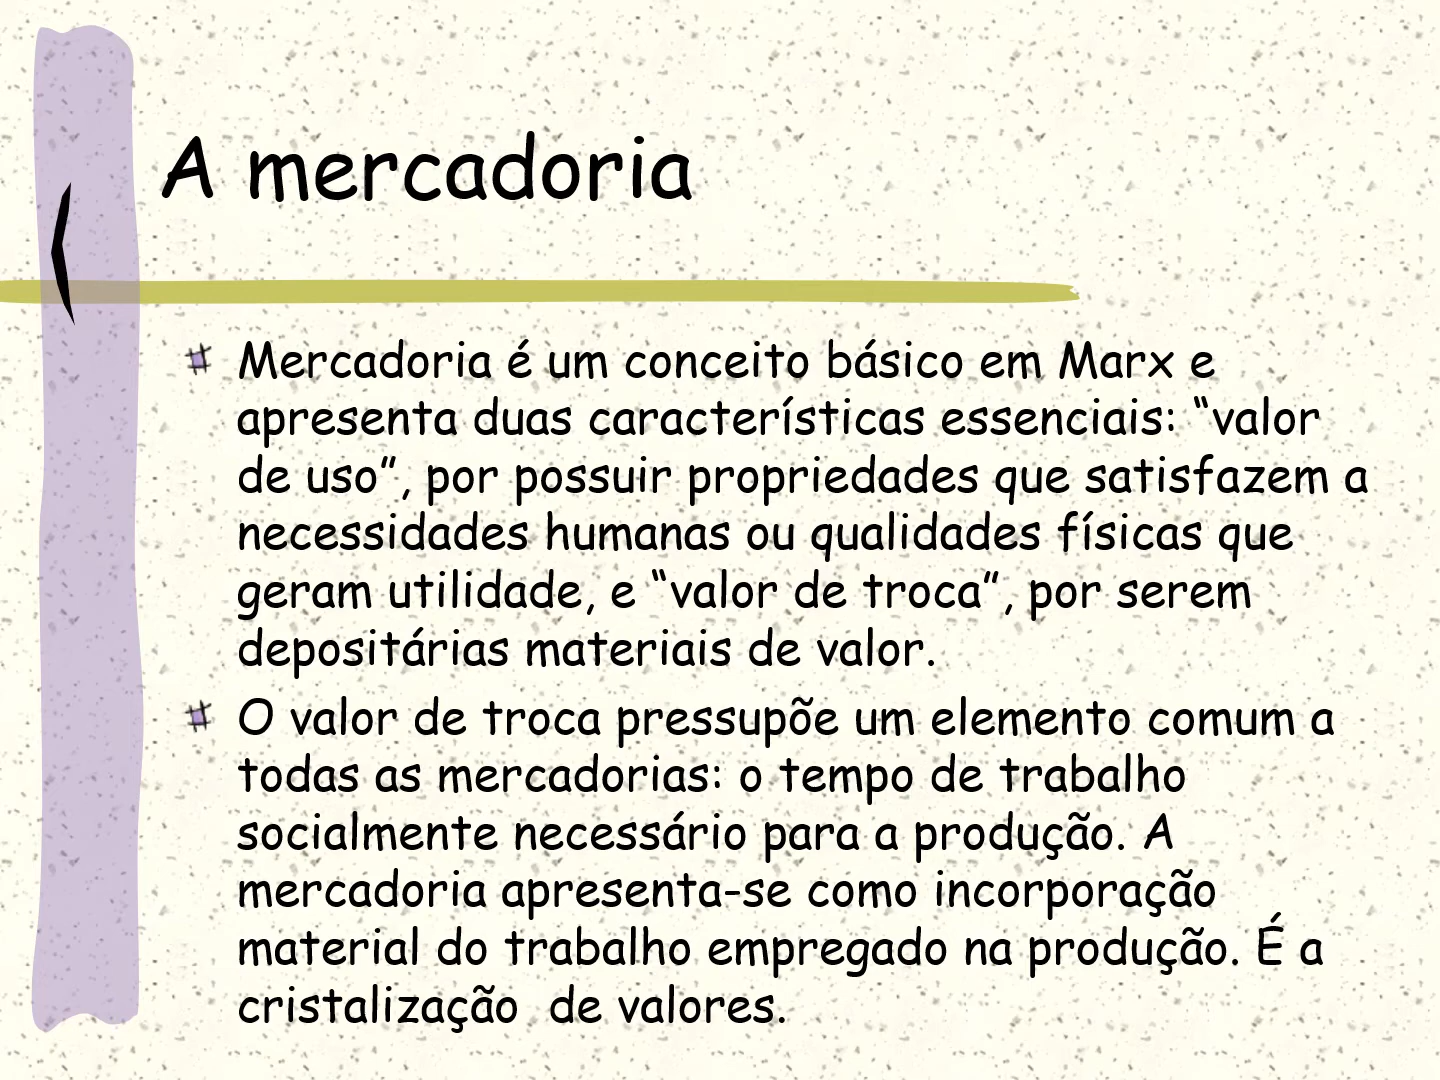 A mercadoria
Mercadoria é um conceito básico em Marx e
apresenta duas características essenciais: “valor
de uso”, por possuir propriedades que satisfazem a
necessidades humanas ou qualidades físicas que
geram utilidade, e “valor de troca”, por serem
depositárias materiais de valor.
O valor de troca pressupõe um elemento comum a
todas as mercadorias: o tempo de trabalho
socialmente necessário para a produção. A
mercadoria apresenta-se como incorporação
material do trabalho empregado na produção. É a
cristalização  de valores.